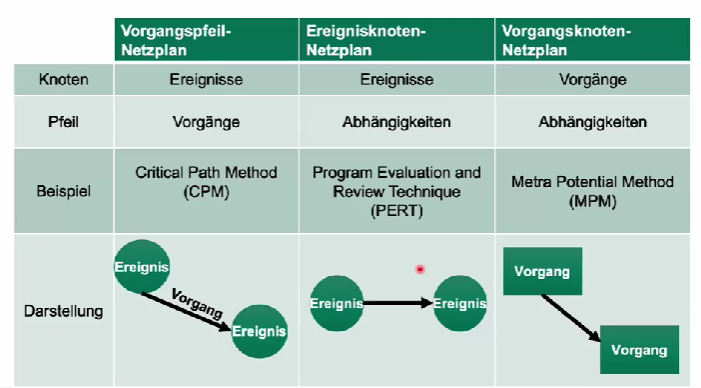 Vorgangspfeil-
Netzplan
Ereignisknoten-
Netzplan
Vorgangsknoten-
Netzplan
Knoten
Ereignisse
Ereignisse
Vorgänge
Pfeil
Vorgänge
Abhängigkeiten
Abhängigkeiten
Beispiel
Critical Path Method
(CPM)
Program Evaluation and
Review Technique
(PERT)
Metra Potential Method
(MPM)
Darstellung
Ereignis
Vorgang
Ereignis
Ereignis
Ereignis
Vorgang
Vorgang